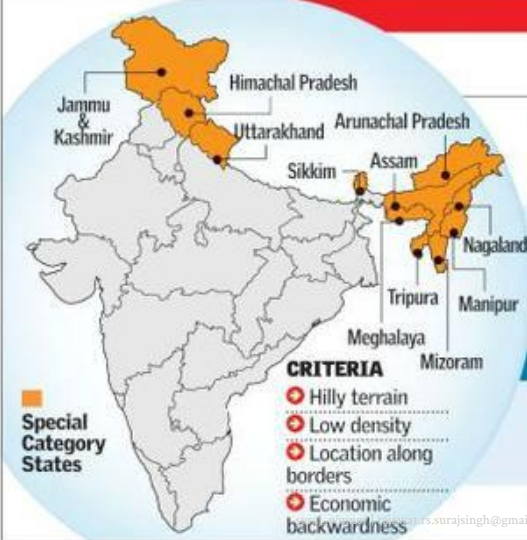 Jammu
&
Kashmir
Himachal Pradesh
Uttarakhand
Arunachal Pradesh
Sikkim
Assam
Nagaland
Tripura
Manipur
Meghalaya
Mizoram
Special
Category
States
CRITERIA
Hilly terrain
Low density
Location along
borders
Economic
backwardness